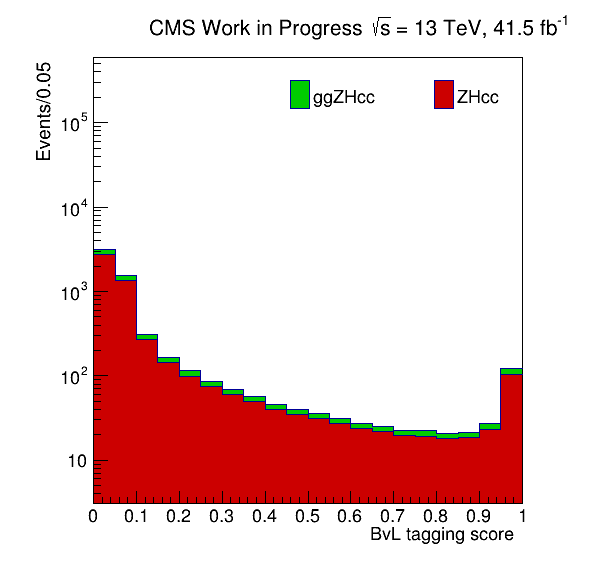 CMS Work in Progress √s = 13 TeV, 41.5 fb⁻¹
Events/0.05
ggZHcc ZHcc
10⁵
10⁴
10³
10²
10
0 0.1 0.2 0.3 0.4 0.5 0.6 0.7 0.8 0.9 1
BvL tagging score